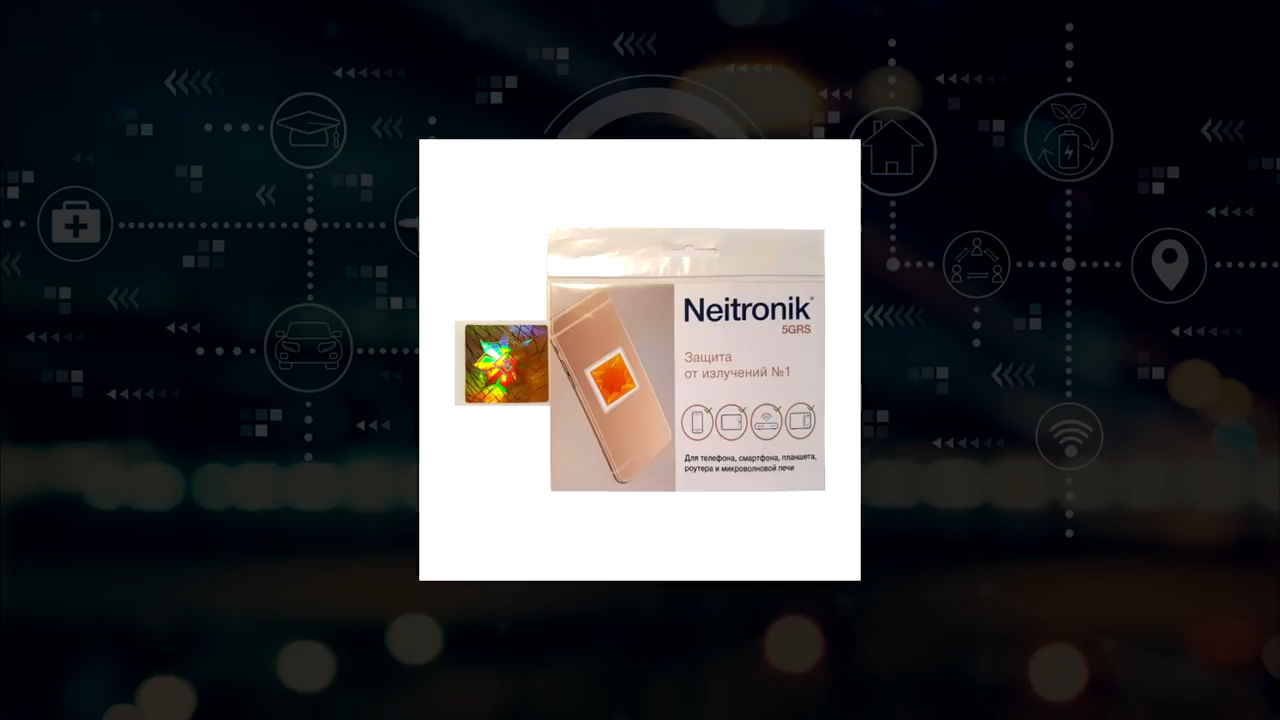 Neitronik®
5GRS
Защита
от излучений №1
Для телефона, смартфона, планшета,
роутера и микроволновой печи